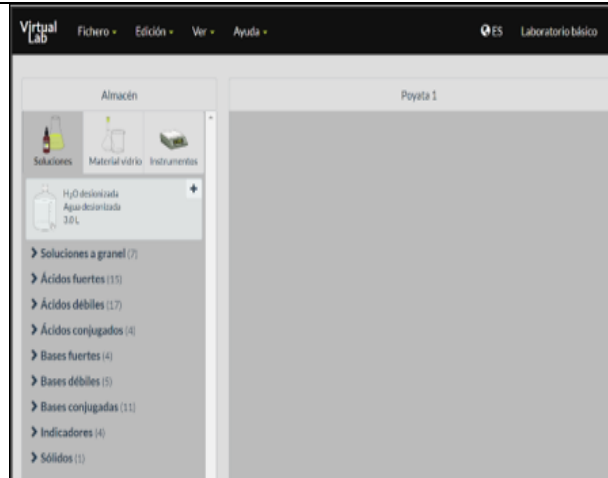 Virtual Lab
Fichero Edición Ver Ayuda ES Laboratorio básico
Almacén
Poyata 1
Soluciones Material vidrio Instrumentos
H₂O desionizada
Agua desionizada
3.0 L
Soluciones a granel (7)
Ácidos fuertes (15)
Ácidos débiles (17)
Ácidos conjugados (4)
Bases fuertes (4)
Bases débiles (5)
Bases conjugadas (11)
Indicadores (4)
Sólidos (1)